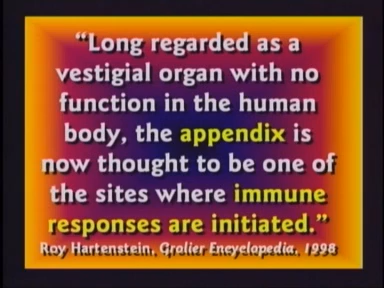 “Long regarded as a
vestigial organ with no
function in the human
body, the appendix is
now thought to be one of
the sites where immune
responses are initiated.”
Roy Hartenstein, Grolier Encyclopedia, 1998